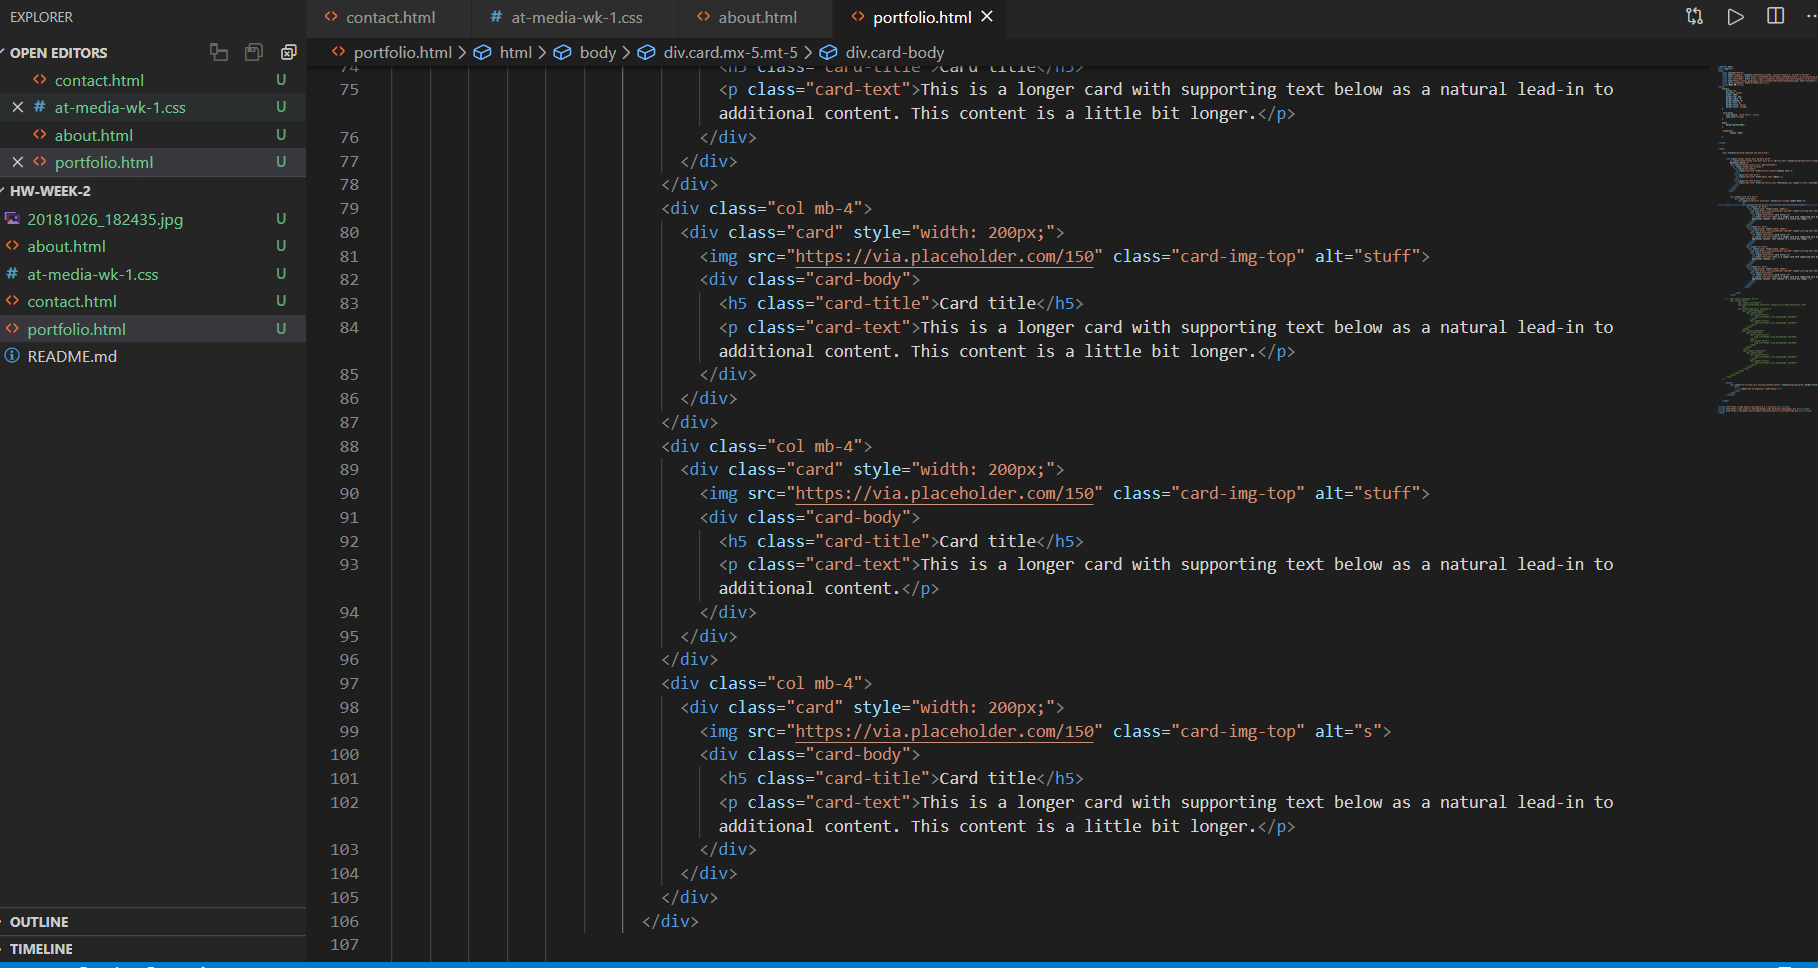 EXPLORER
contact.html
# at-media-wk-1.css
about.html
portfolio.html
OPEN EDITORS
portfolio.html > html > body > div.card.mx-5.mt-5 > div.card-body
contact.html U
# at-media-wk-1.css U
about.html U
portfolio.html U
HW-WEEK-2
20181026_182435.jpg U
about.html U
# at-media-wk-1.css U
contact.html U
portfolio.html U
README.md
OUTLINE
TIMELINE
74 <h5 class="card-title">Card title</h5>
75 <p class="card-text">This is a longer card with supporting text below as a natural lead-in to
additional content. This content is a little bit longer.</p>
76 </div>
77 </div>
78 </div>
79 <div class="col mb-4">
80 <div class="card" style="width: 200px;">
81 <img src="https://via.placeholder.com/150" class="card-img-top" alt="stuff">
82 <div class="card-body">
83 <h5 class="card-title">Card title</h5>
84 <p class="card-text">This is a longer card with supporting text below as a natural lead-in to
additional content. This content is a little bit longer.</p>
85 </div>
86 </div>
87 </div>
88 <div class="col mb-4">
89 <div class="card" style="width: 200px;">
90 <img src="https://via.placeholder.com/150" class="card-img-top" alt="stuff">
91 <div class="card-body">
92 <h5 class="card-title">Card title</h5>
93 <p class="card-text">This is a longer card with supporting text below as a natural lead-in to
additional content.</p>
94 </div>
95 </div>
96 </div>
97 <div class="col mb-4">
98 <div class="card" style="width: 200px;">
99 <img src="https://via.placeholder.com/150" class="card-img-top" alt="s">
100 <div class="card-body">
101 <h5 class="card-title">Card title</h5>
102 <p class="card-text">This is a longer card with supporting text below as a natural lead-in to
additional content. This content is a little bit longer.</p>
103 </div>
104 </div>
105 </div>
106 </div>
107